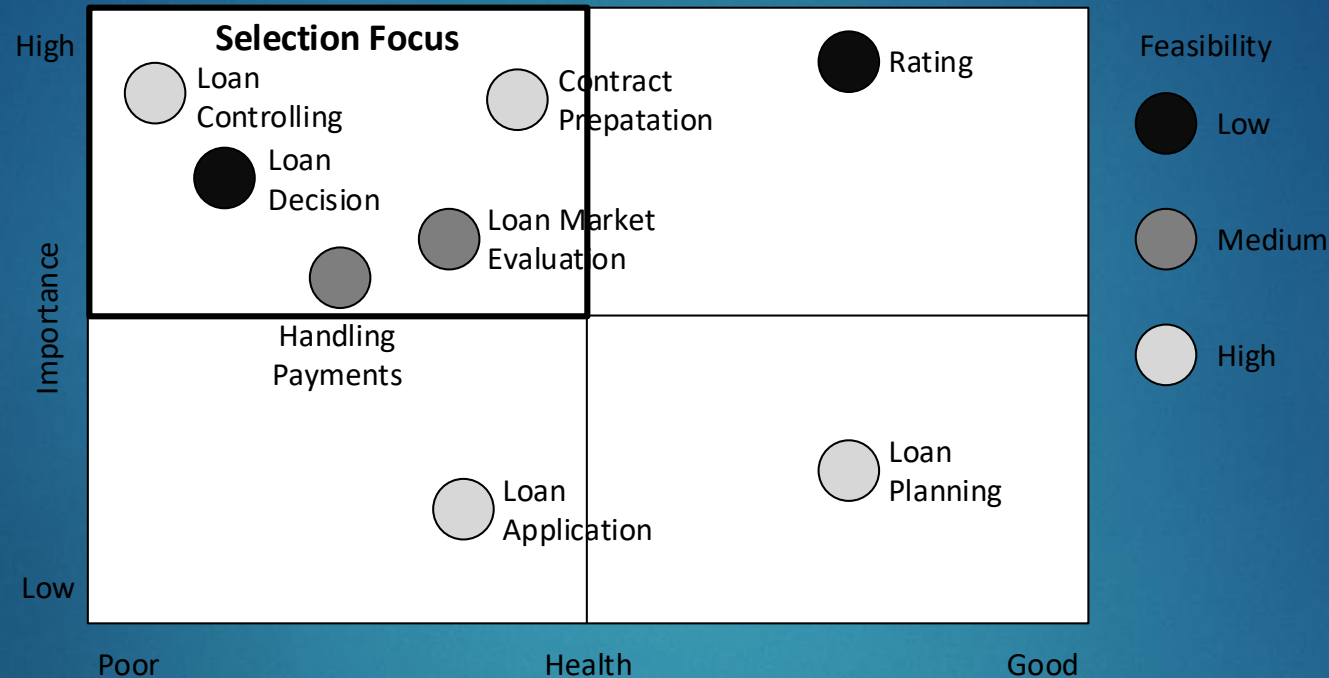 High
Selection Focus
Loan
Controlling
Contract
Prepatation
Rating
Loan
Decision
Loan Market
Evaluation
Handling
Payments
Loan
Application
Loan
Planning
Importance
Low
Poor
Health
Good
Feasibility
Low
Medium
High